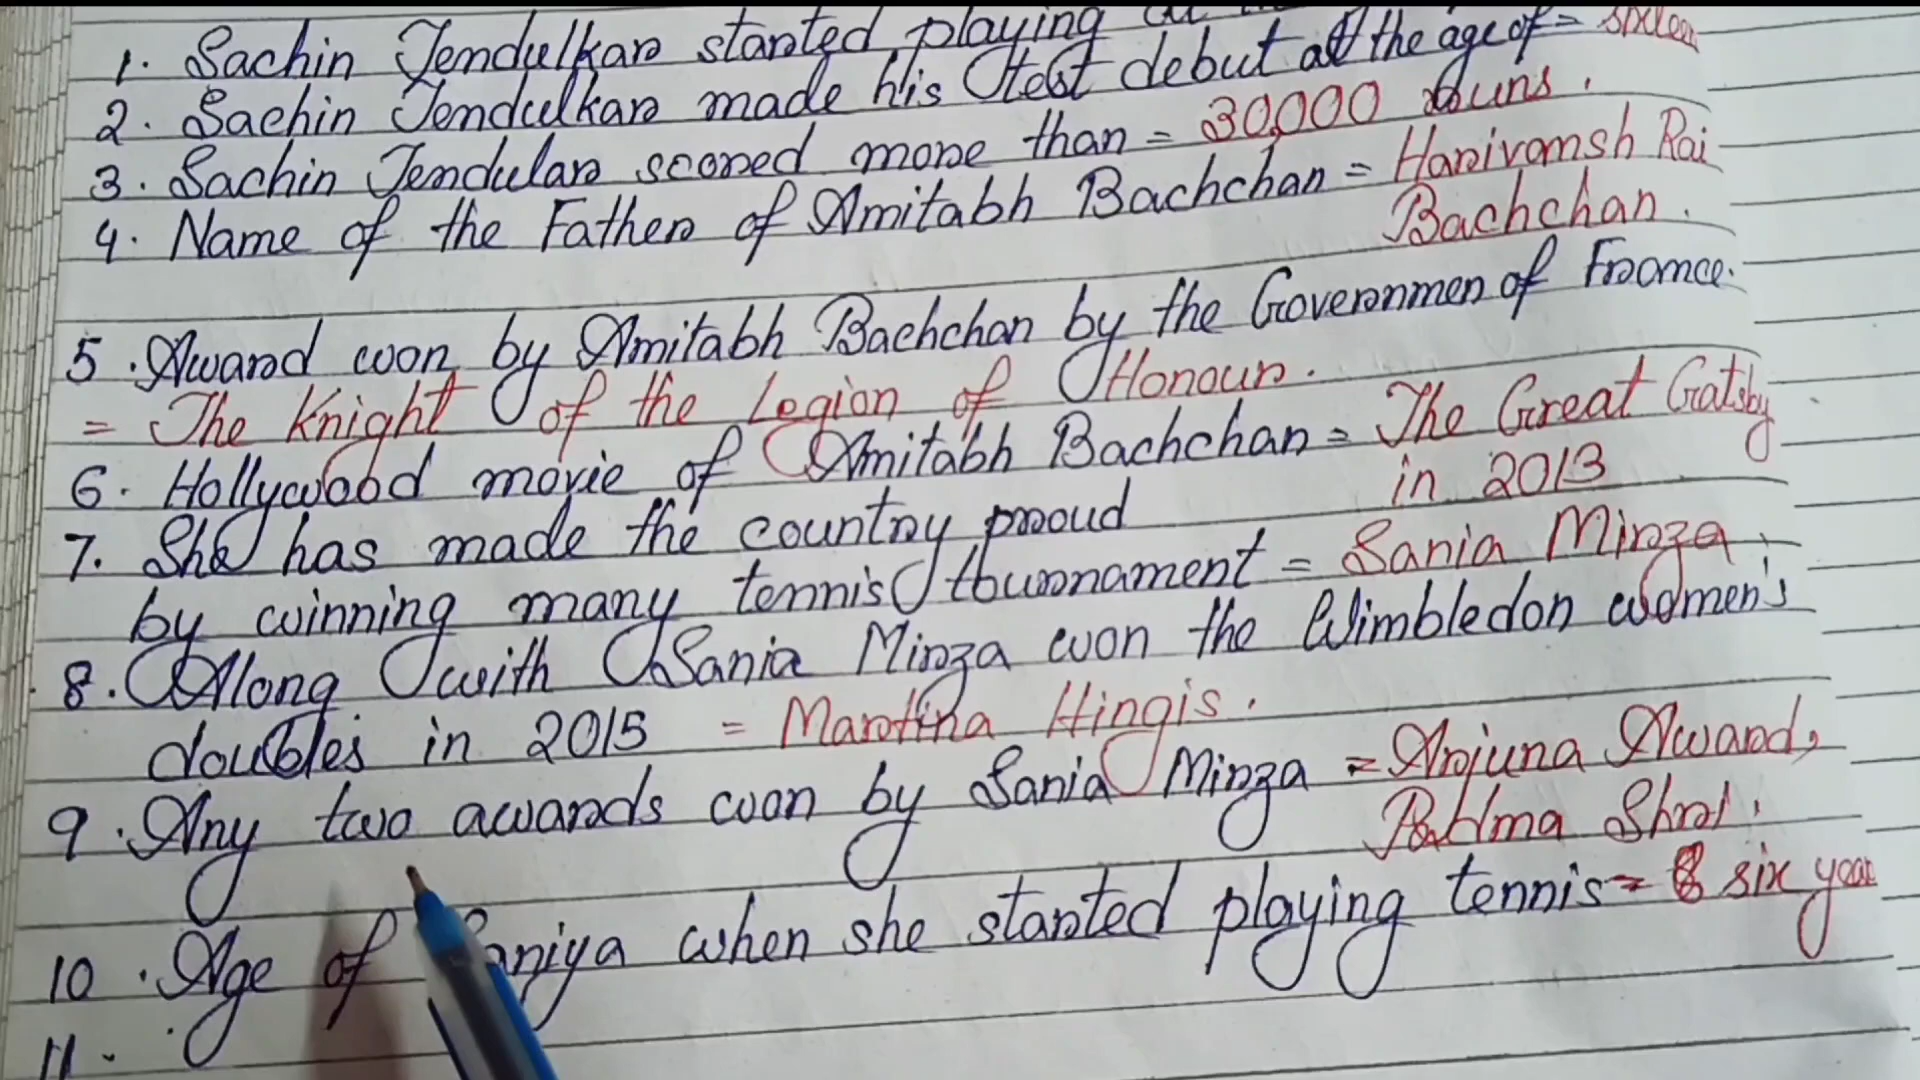 1. Sachin Tendulkar started playing at
2. Sachin Tendulkar made his test debut at the age of = sixteen
3. Sachin Tendular scored more than = 30,000 runs.
4. Name of the Father of Amitabh Bachchan = Harivamsh Rai
Bachchan.
5. Award won by Amitabh Bachchan by the Governmen of France.
= The Knight of the Legion of Honour.
6. Hollywood movie of Amitabh Bachchan = The Great Gatsby
in 2013
7. She has made the country proud
by winning many tennis tournament = Sania Mirza.
8. Along with Sania Mirza won the Wimbledon women's
doubles in 2015 = Martina Hingis.
9. Any two awards won by Sania Mirza = Arjuna Award,
Padma Shri.
10. Age of Saniya when she started playing tennis = six year
11.